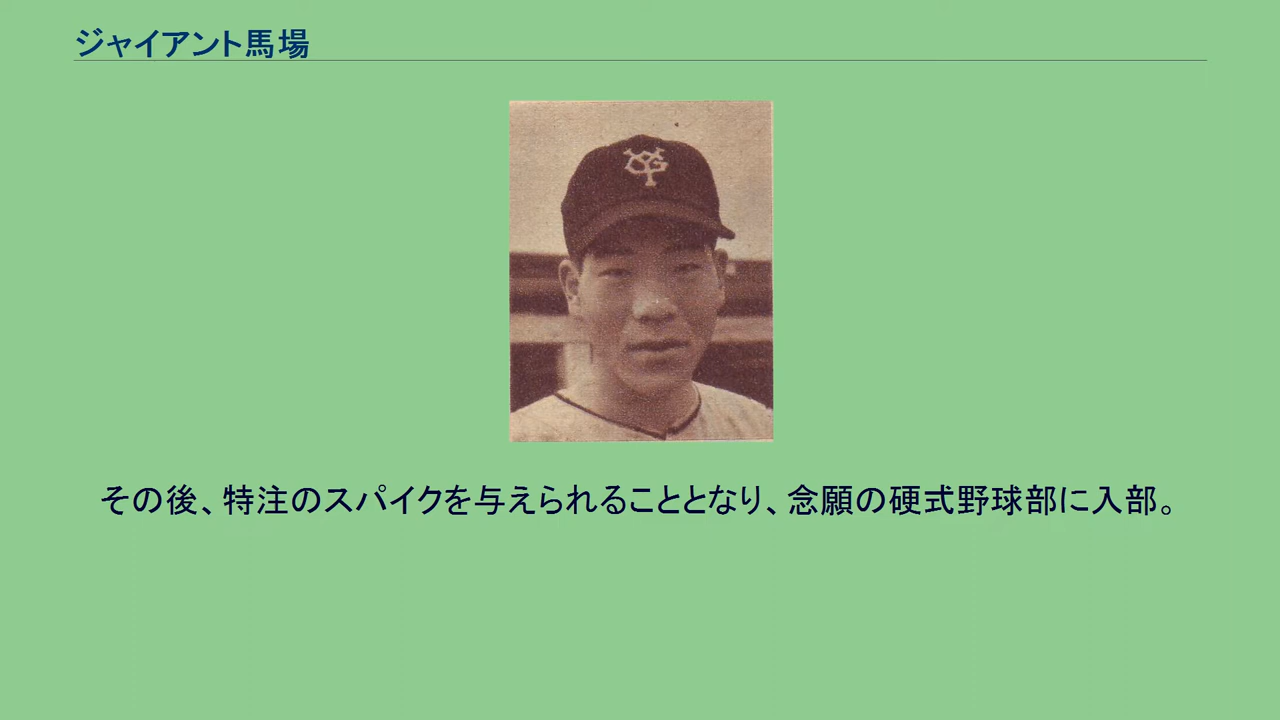 ジャイアント馬場
YG
その後、特注のスパイクを与えられることとなり、念願の硬式野球部に入部。